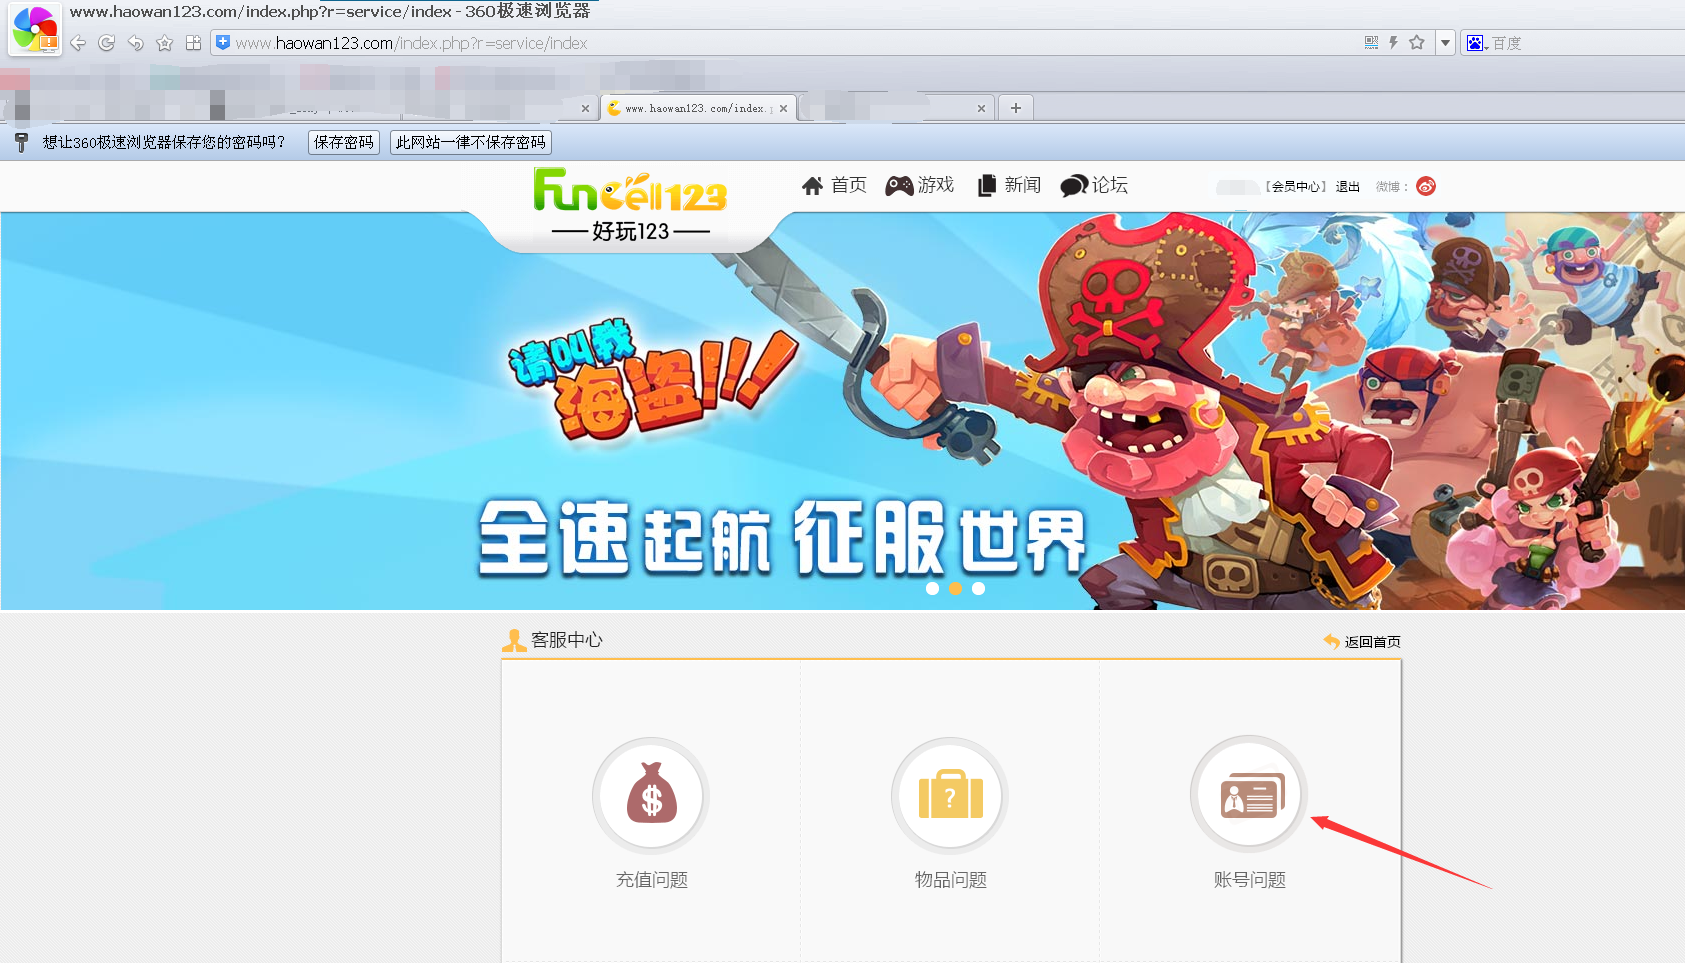 www.haowan123.com/index.php?r=service/index - 360极速浏览器
www.haowan123.com/index.php?r=service/index
百度
www.haowan123.com/index.
想让360极速浏览器保存您的密码吗？ 保存密码 此网站一律不保存密码
Funcell123
好玩123
首页 游戏 新闻 论坛
【会员中心】 退出 微博：
请叫我
海盗!!!
全速起航 征服世界
客服中心
返回首页
$
?
充值问题 物品问题 账号问题